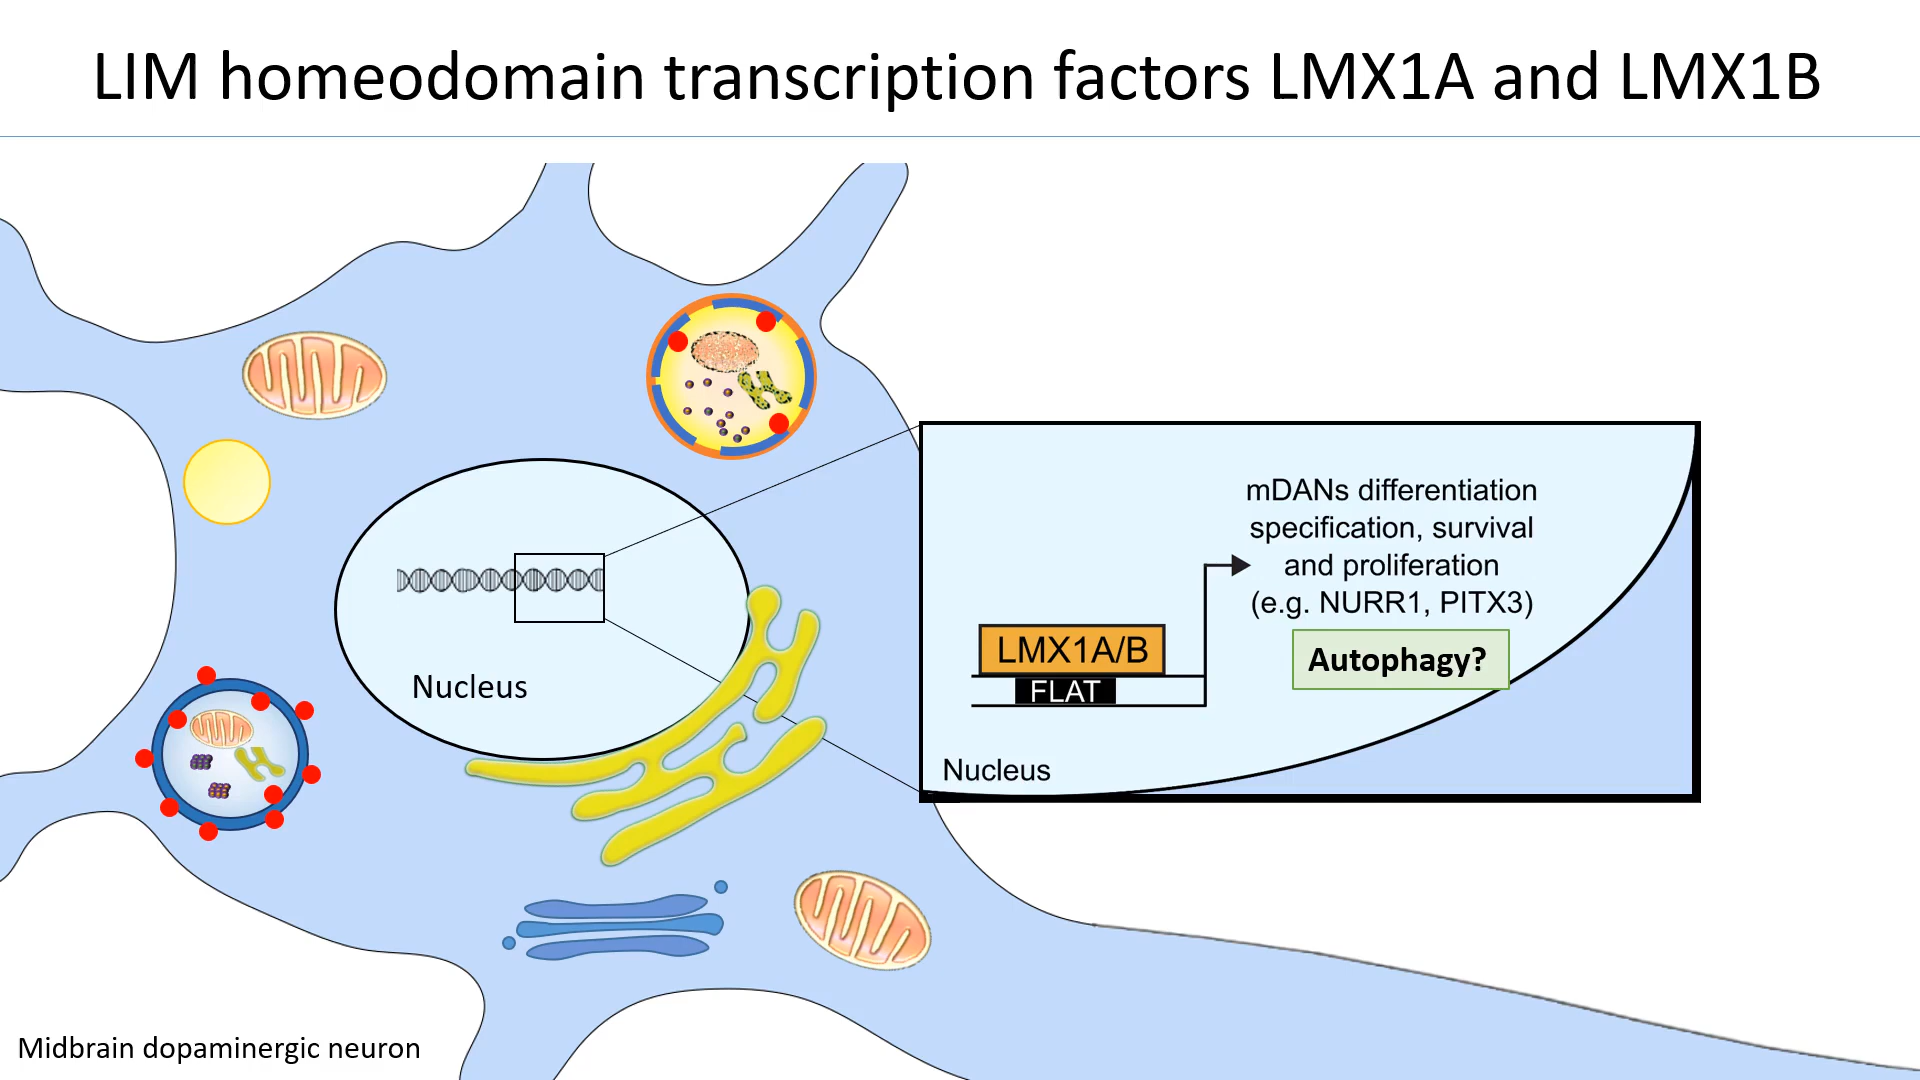 LIM homeodomain transcription factors LMX1A and LMX1B
mDANs differentiation
specification, survival
and proliferation
(e.g. NURR1, PITX3)
LMX1A/B
Autophagy?
FLAT
Nucleus
Nucleus
Midbrain dopaminergic neuron